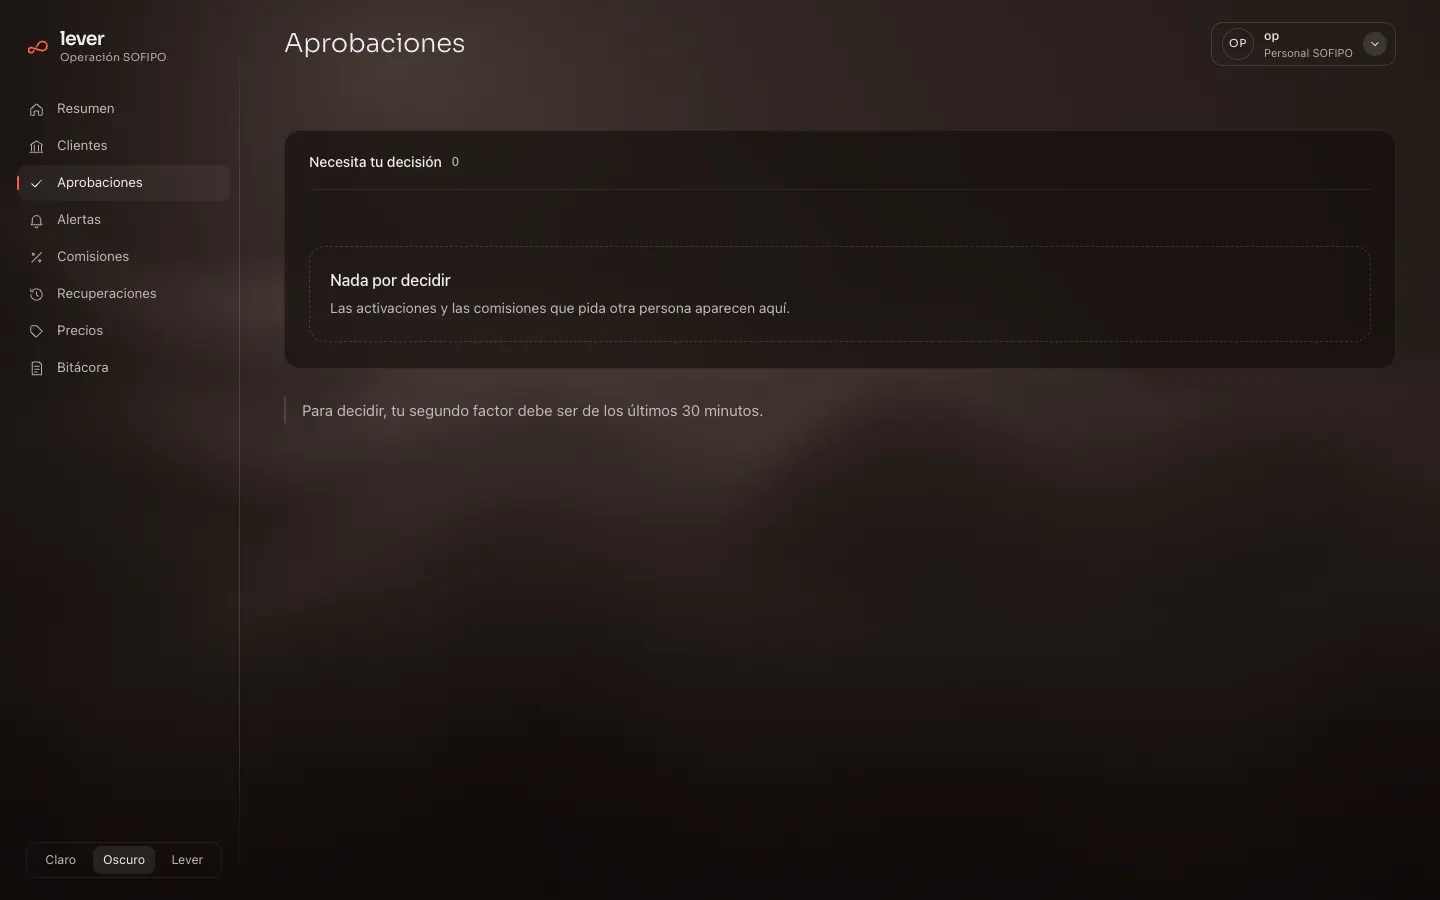 lever
Operación SOFIPO
Resumen
Clientes
Aprobaciones
Alertas
Comisiones
Recuperaciones
Precios
Bitácora
Claro
Oscuro
Lever
Aprobaciones
OP
op
Personal SOFIPO
Necesita tu decisión 0
Nada por decidir
Las activaciones y las comisiones que pida otra persona aparecen aquí.
Para decidir, tu segundo factor debe ser de los últimos 30 minutos.